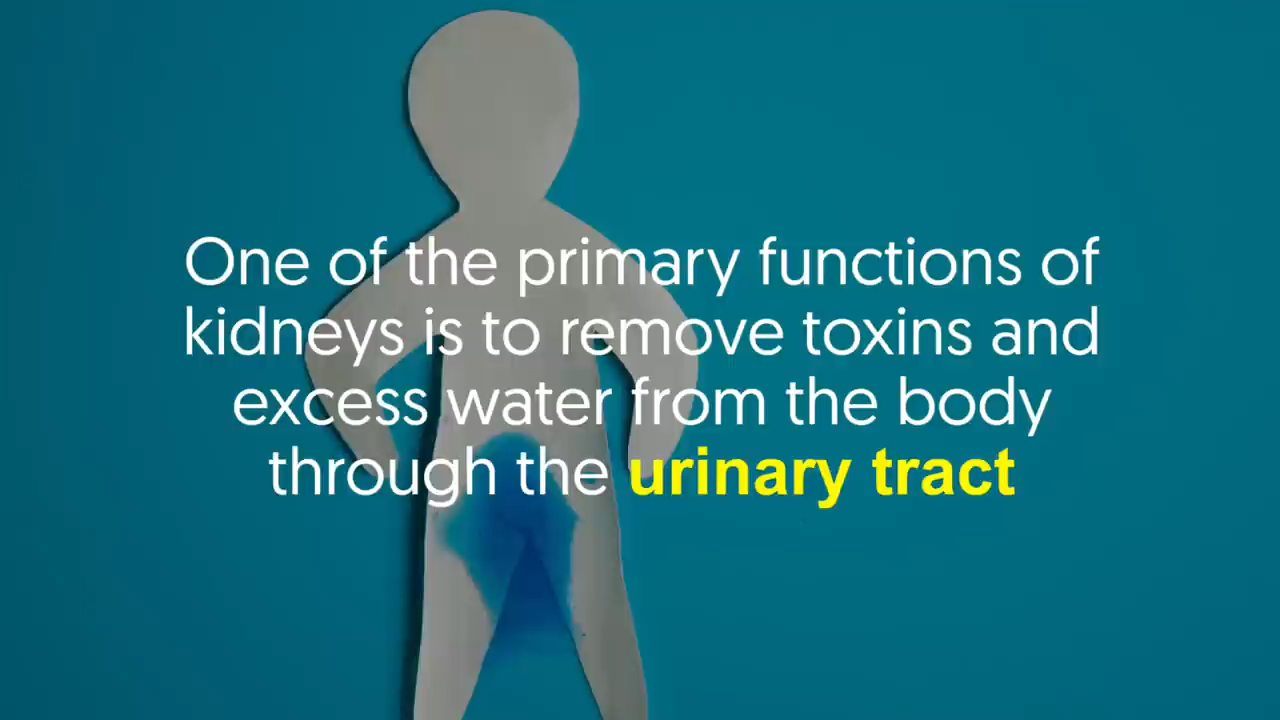 One of the primary functions of
kidneys is to remove toxins and
excess water from the body
through the urinary tract